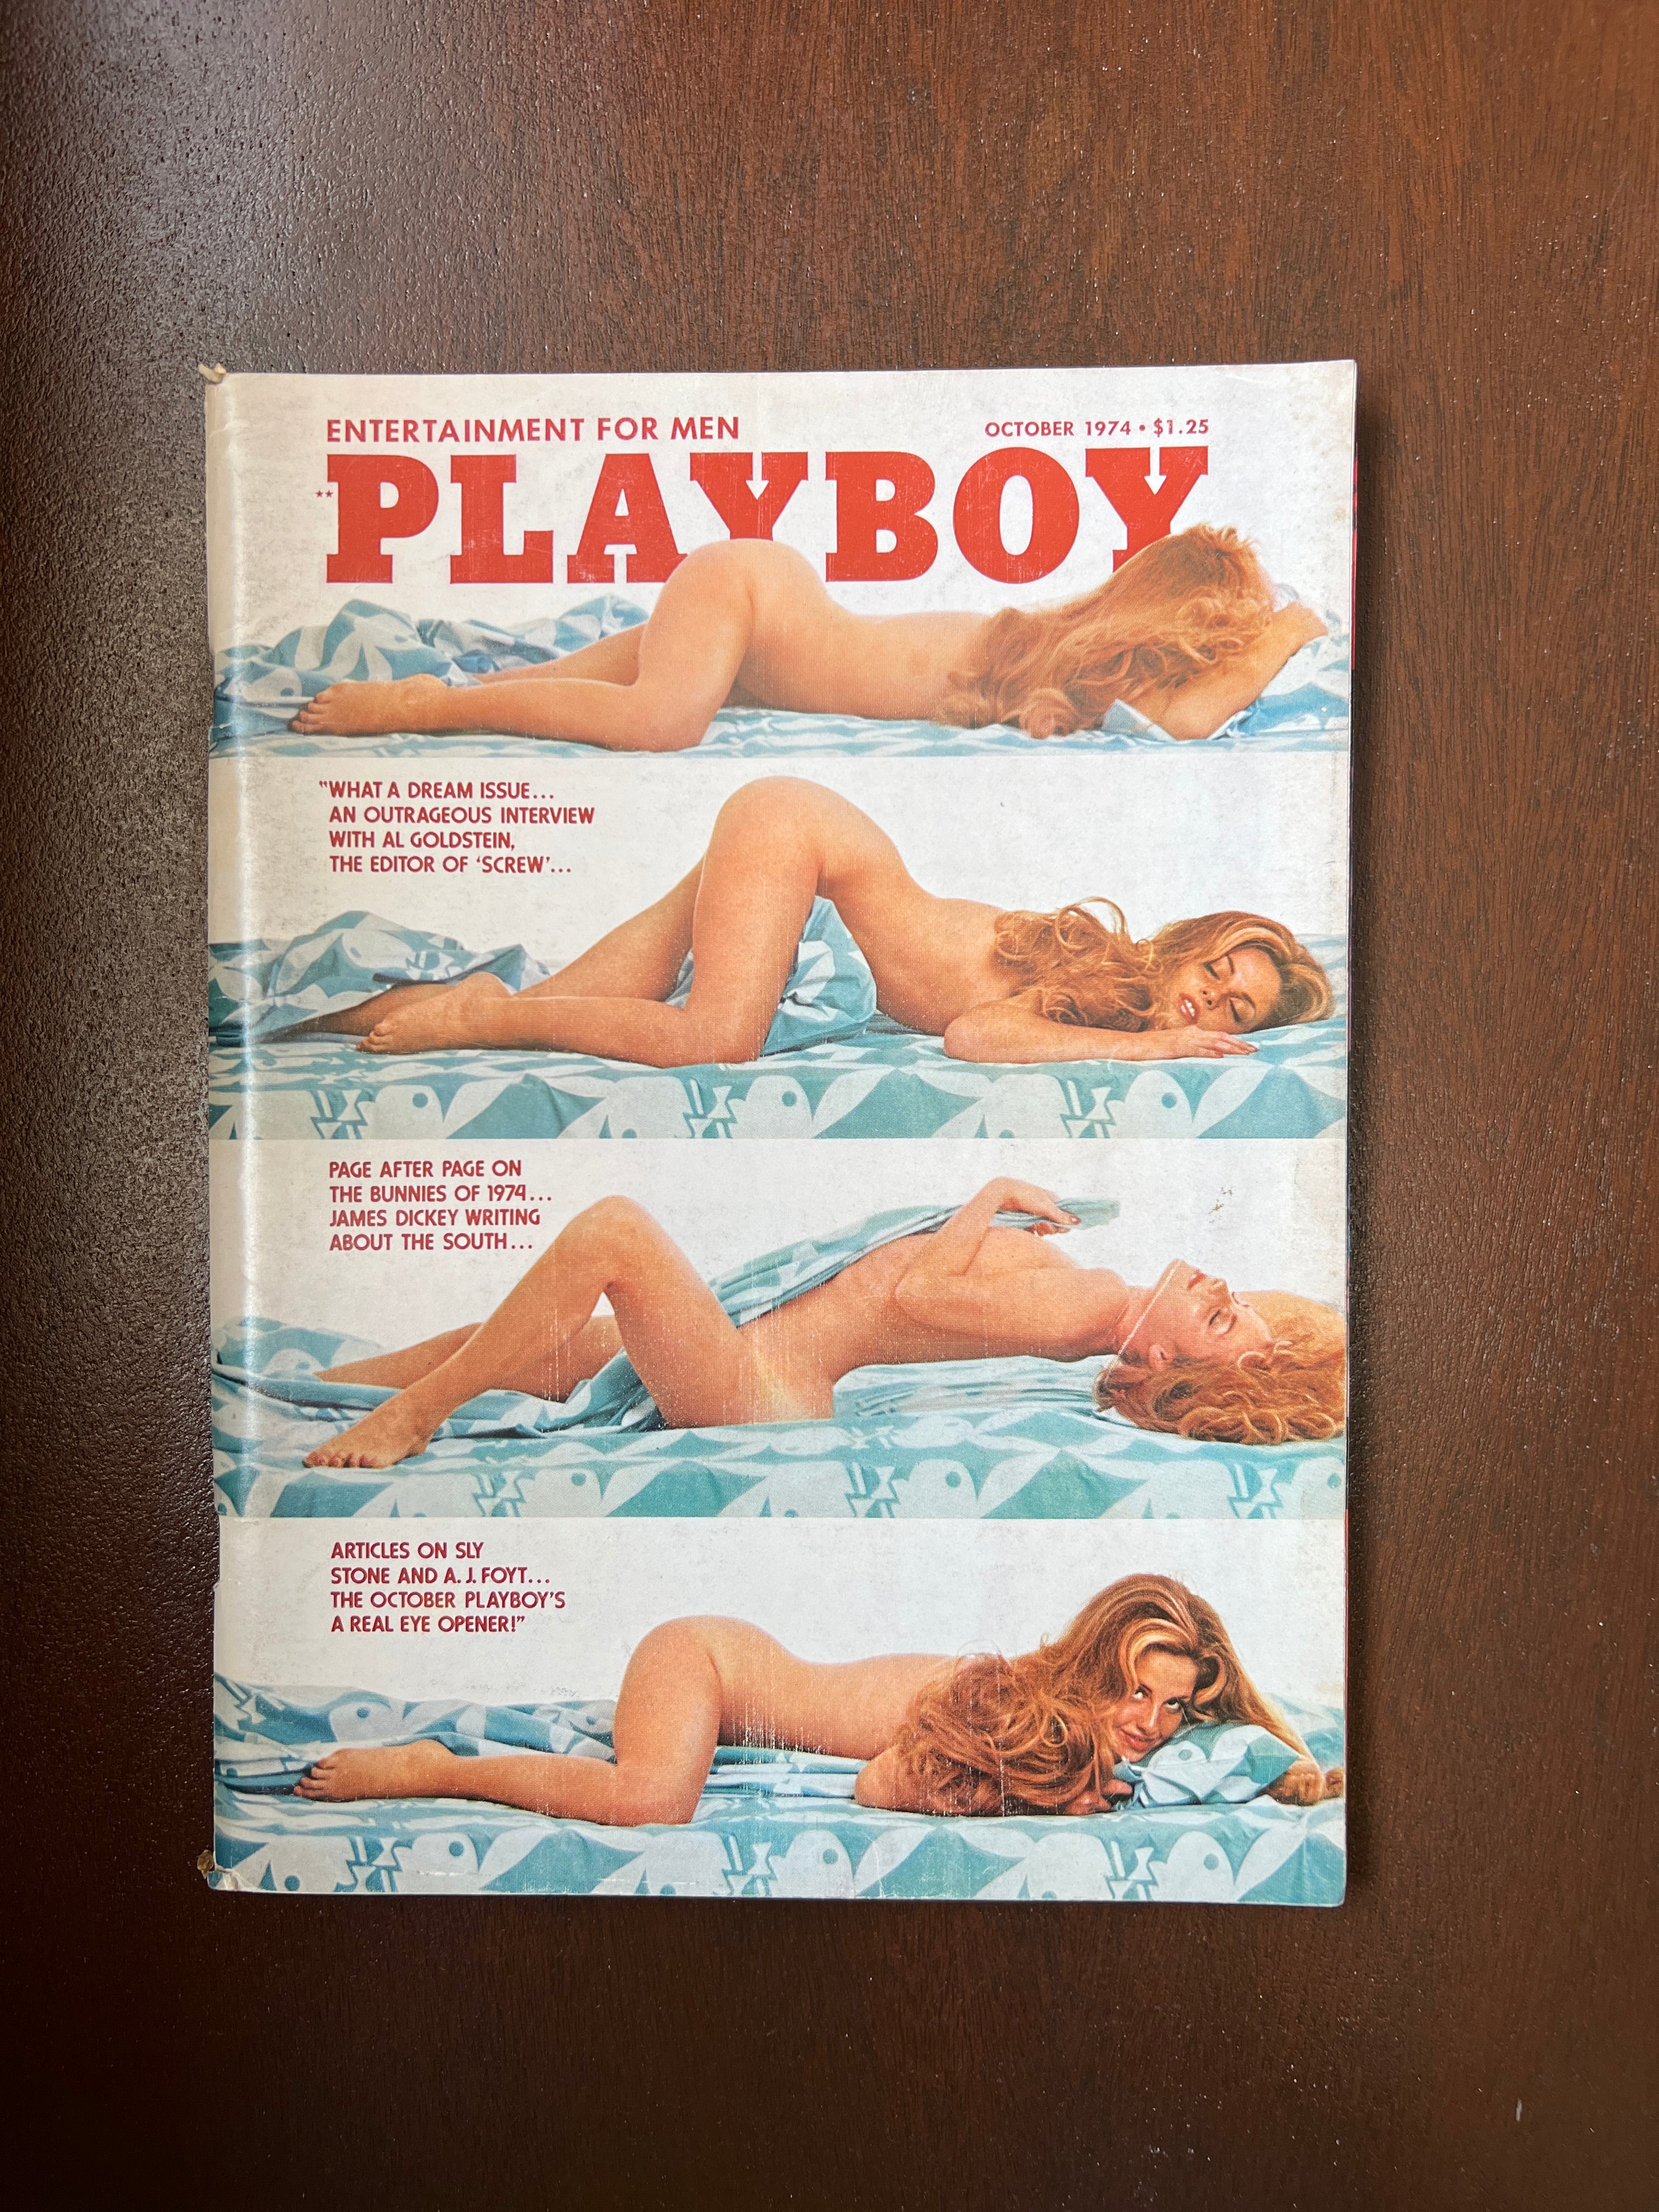 ENTERTAINMENT FOR MEN
OCTOBER 1974 • $1.25
**PLAYBOY
"WHAT A DREAM ISSUE...
AN OUTRAGEOUS INTERVIEW
WITH AL GOLDSTEIN,
THE EDITOR OF 'SCREW'...
PAGE AFTER PAGE ON
THE BUNNIES OF 1974...
JAMES DICKEY WRITING
ABOUT THE SOUTH...
ARTICLES ON SLY
STONE AND A. J. FOYT...
THE OCTOBER PLAYBOY'S
A REAL EYE OPENER!"